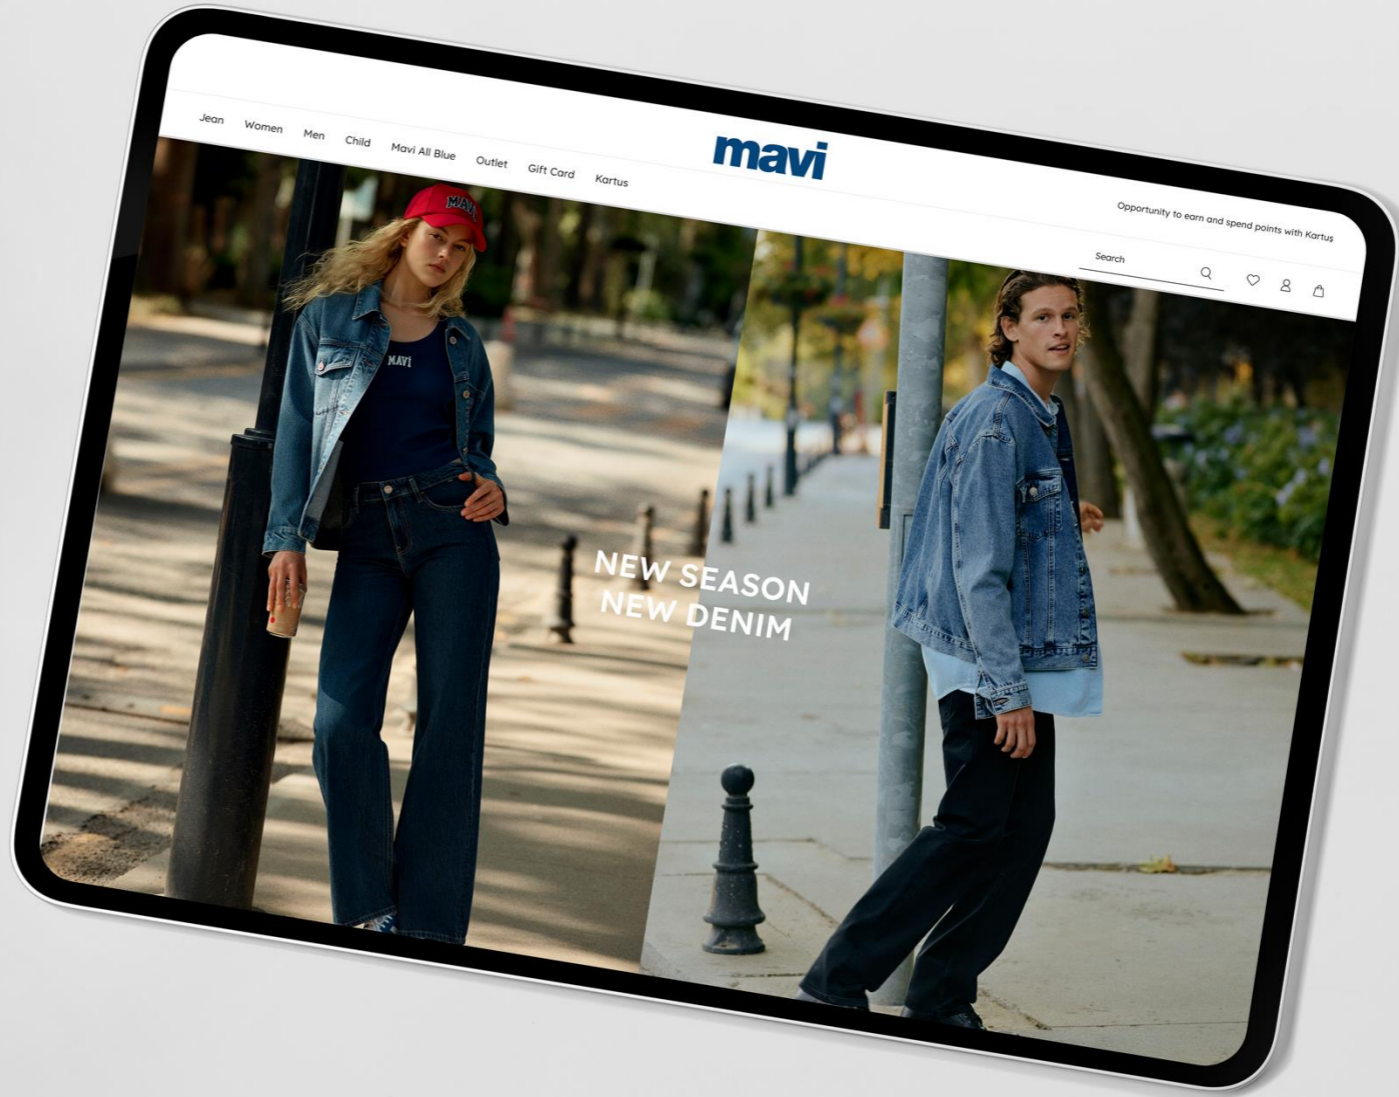 mavi
Opportunity to earn and spend points with Kartuş
Jean Women Men Child Mavi All Blue Outlet Gift Card Kartus
Search
MAVI
MAVİ
NEW SEASON
NEW DENIM